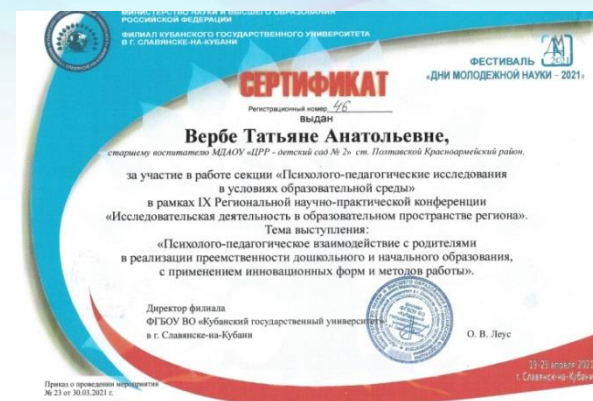 МИНИСТЕРСТВО НАУКИ И ВЫСШЕГО ОБРАЗОВАНИЯ
РОССИЙСКОЙ ФЕДЕРАЦИИ
ФИЛИАЛ КУБАНСКОГО ГОСУДАРСТВЕННОГО УНИВЕРСИТЕТА
В Г. СЛАВЯНСКЕ-НА-КУБАНИ
ФЕСТИВАЛЬ
«ДНИ МОЛОДЕЖНОЙ НАУКИ – 2021»
СЕРТИФИКАТ
Регистрационный номер 46
выдан
Вербе Татьяне Анатольевне,
старшему воспитателю МДАОУ «ЦРР - детский сад № 2» ст. Полтавской Красноармейский район,
за участие в работе секции «Психолого-педагогические исследования
в условиях образовательной среды»
в рамках IX Региональной научно-практической конференции
«Исследовательская деятельность в образовательном пространстве региона».
Тема выступления:
«Психолого-педагогическое взаимодействие с родителями
в реализации преемственности дошкольного и начального образования,
с применением инновационных форм и методов работы».
Директор филиала
ФГБОУ ВО «Кубанский государственный университет»
в г. Славянске-на-Кубани
О. В. Леус
19-23 апреля 2021
г. Славянск-на-Кубани
Приказ о проведении мероприятия
№ 23 от 30.03.2021 г.